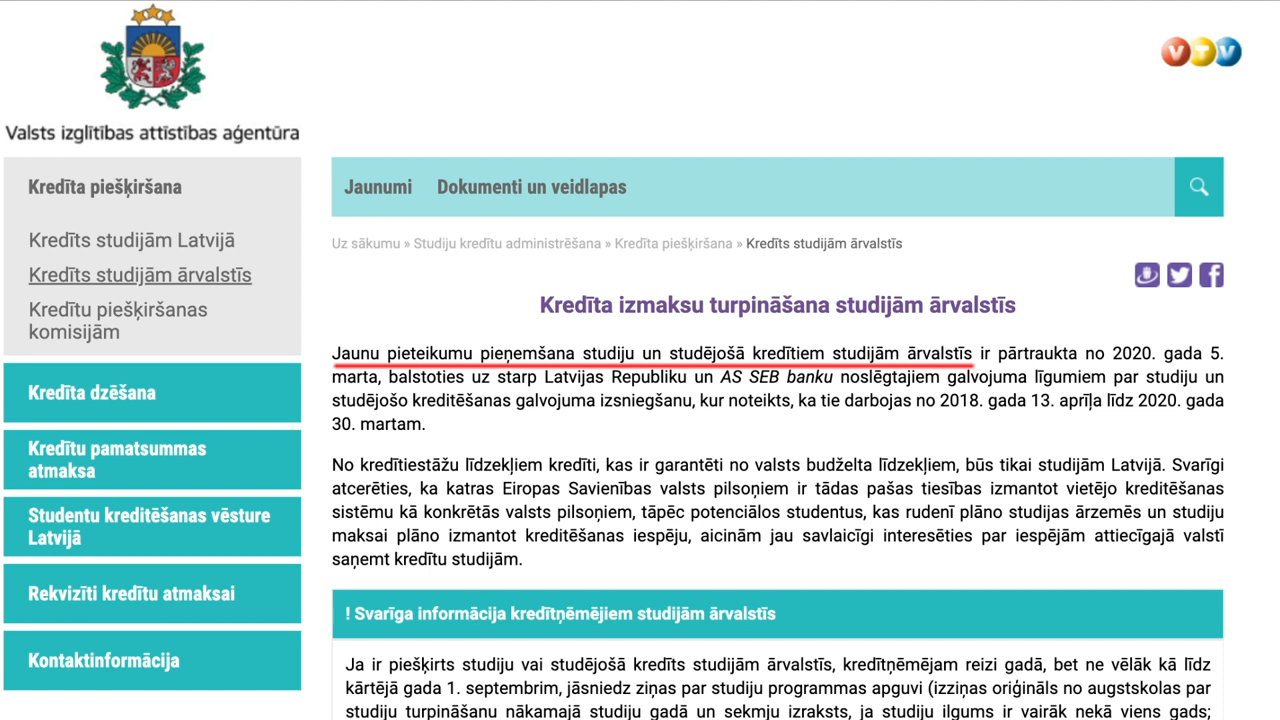 VTV
Valsts izglītības attīstības aģentūra
Kredīta piešķiršana
Kredīts studijām Latvijā
Kredīts studijām ārvalstīs
Kredītu piešķiršanas
komisijām
Kredīta dzēšana
Kredītu pamatsummas
atmaksa
Studentu kreditēšanas vēsture
Latvijā
Rekvizīti kredītu atmaksai
Kontaktinformācija
Jaunumi Dokumenti un veidlapas
Uz sākumu » Studiju kredītu administrēšana » Kredīta piešķiršana » Kredīts studijām ārvalstīs
Kredīta izmaksu turpināšana studijām ārvalstīs
Jaunu pieteikumu pieņemšana studiju un studējošā kredītiem studijām ārvalstīs ir pārtraukta no 2020. gada 5.
marta, balstoties uz starp Latvijas Republiku un AS SEB banku noslēgtajiem galvojuma līgumiem par studiju un
studējošo kreditēšanas galvojuma izsniegšanu, kur noteikts, ka tie darbojas no 2018. gada 13. aprīļa līdz 2020. gada
30. martam.
No kredītiestāžu līdzekļiem kredīti, kas ir garantēti no valsts budželta līdzekļiem, būs tikai studijām Latvijā. Svarīgi
atcerēties, ka katras Eiropas Savienības valsts pilsoņiem ir tādas pašas tiesības izmantot vietējo kreditēšanas
sistēmu kā konkrētās valsts pilsoņiem, tāpēc potenciālos studentus, kas rudenī plāno studijas ārzemēs un studiju
maksai plāno izmantot kreditēšanas iespēju, aicinām jau savlaicīgi interesēties par iespējām attiecīgajā valstī
saņemt kredītu studijām.
! Svarīga informācija kredītņēmējiem studijām ārvalstīs
Ja ir piešķirts studiju vai studējošā kredīts studijām ārvalstīs, kredītņēmējam reizi gadā, bet ne vēlāk kā līdz
kārtējā gada 1. septembrim, jāsniedz ziņas par studiju programmas apguvi (izziņas oriģināls no augstskolas par
studiju turpināšanu nākamajā studiju gadā un sekmju izraksts, ja studiju ilgums ir vairāk nekā viens gads;